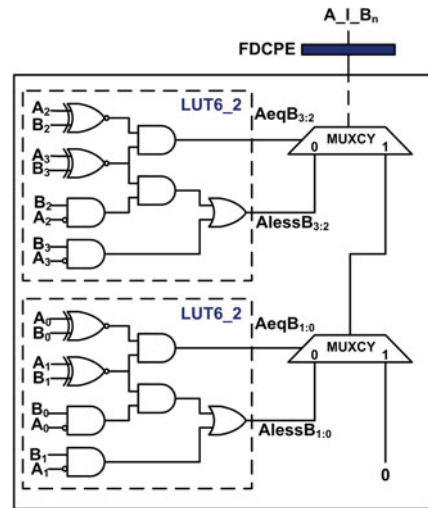 A_I_Bn
FDCPE
LUT6_2
A2
B2
AeqB3:2
MUXCY
0 1
A3
B3
B2
A2
AlessB3:2
B3
A3
LUT6_2
A0
B0
AeqB1:0
MUXCY
0 1
A1
B1
B0
A0
AlessB1:0
B1
A1
0